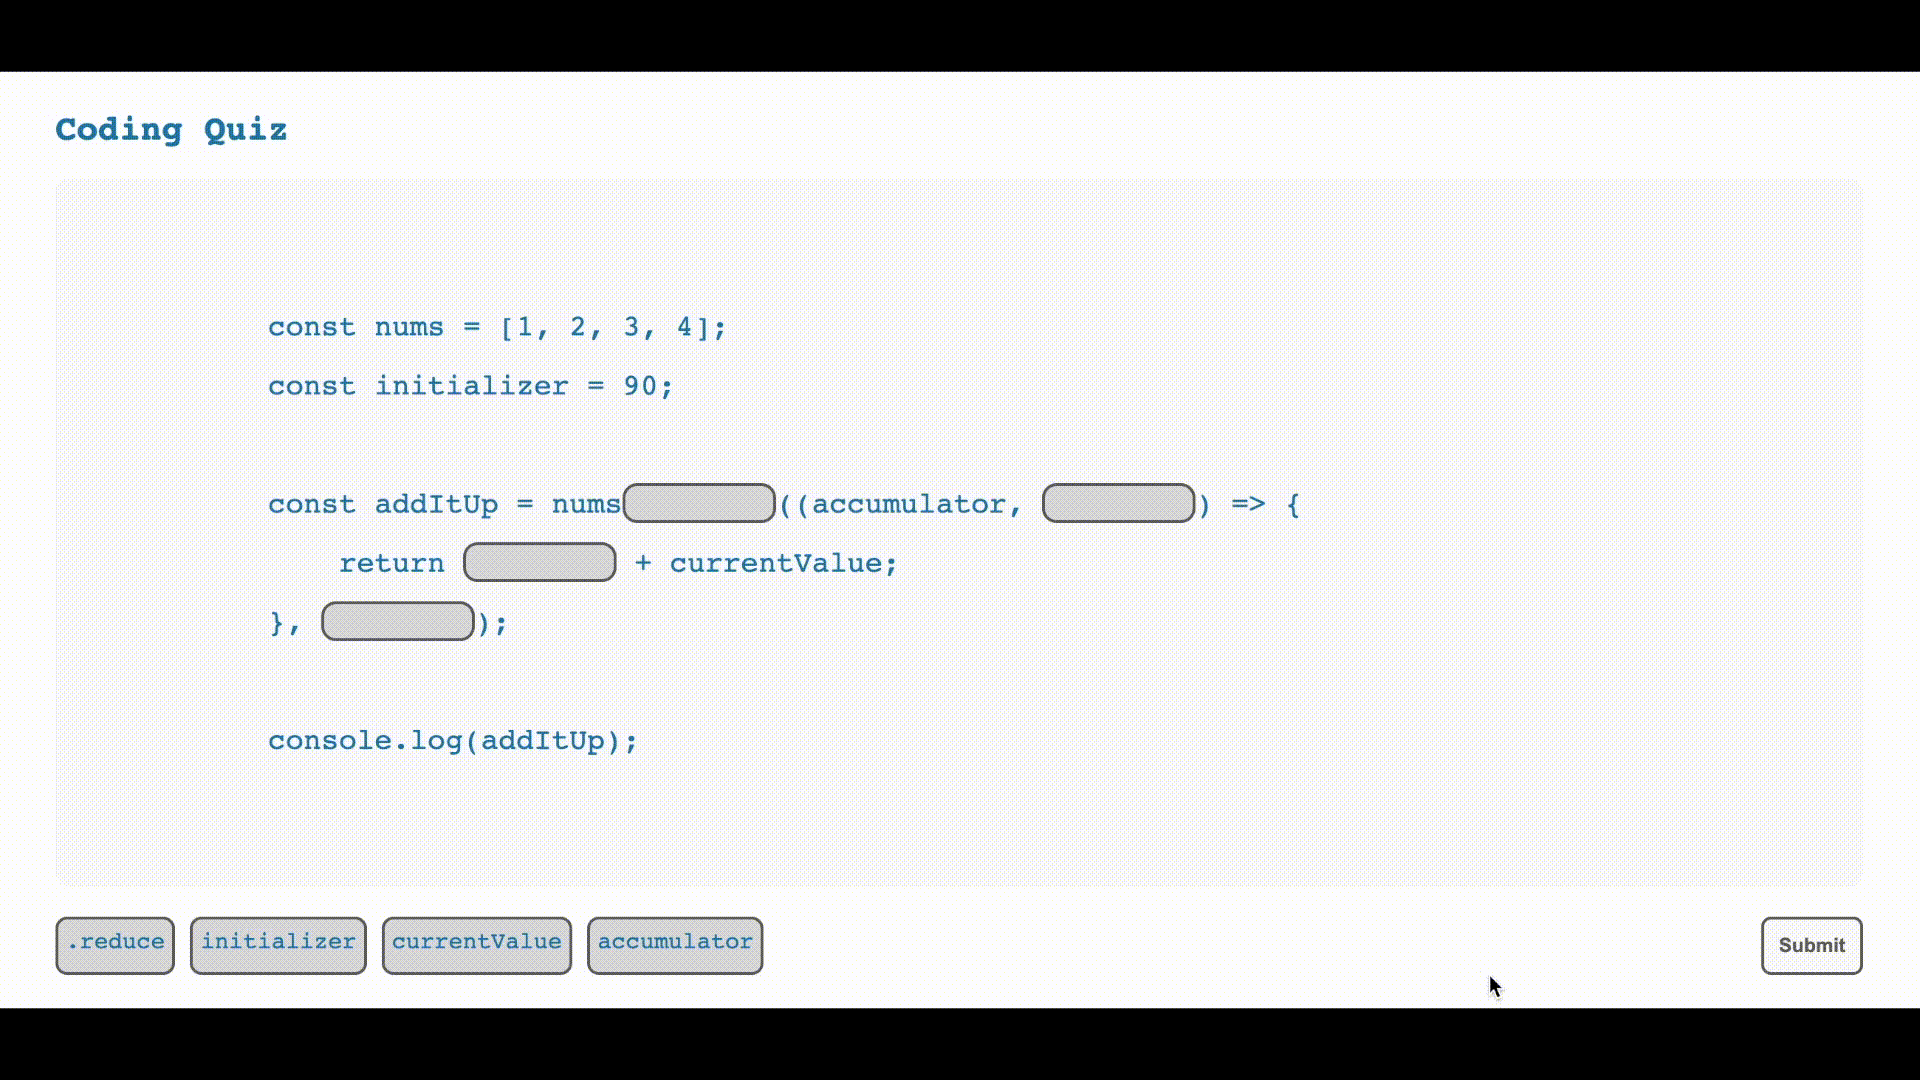 Coding Quiz
const nums = [1, 2, 3, 4];
const initializer = 90;
const addItUp = nums ((accumulator, ) => {
return + currentValue;
}, );
console.log(addItUp);
.reduce initializer currentValue accumulator Submit